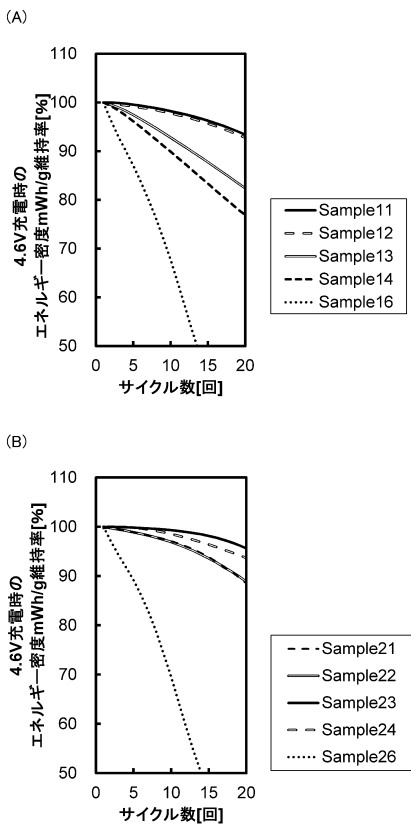 (A)
110
100
90
80
70
60
50
0 5 10 15 20
4.6V充電時の
エネルギー密度mWh/g維持率[%]
サイクル数[回]
Sample11
Sample12
Sample13
Sample14
Sample16
(B)
110
100
90
80
70
60
50
0 5 10 15 20
4.6V充電時の
エネルギー密度mWh/g維持率[%]
サイクル数[回]
Sample21
Sample22
Sample23
Sample24
Sample26